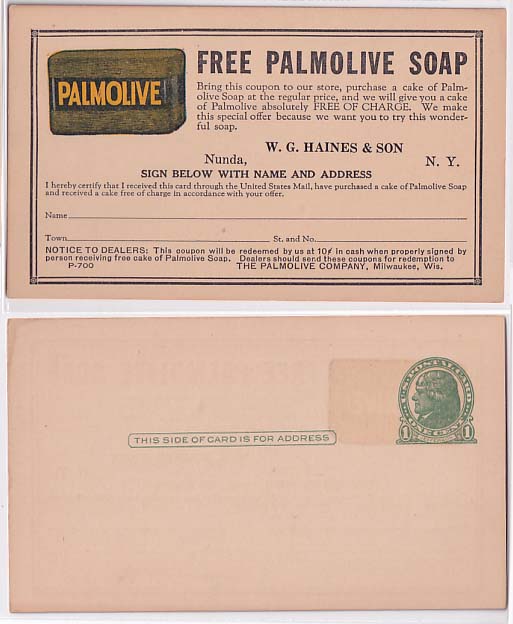 PALMOLIVE
FREE PALMOLIVE SOAP
Bring this coupon to our store, purchase a cake of Palm-
olive Soap at the regular price, and we will give you a cake
of Palmolive absolutely FREE OF CHARGE. We make
this special offer because we want you to try this wonder-
ful soap.
W. G. HAINES & SON
Nunda, N. Y.
SIGN BELOW WITH NAME AND ADDRESS
I hereby certify that I received this card through the United States Mail, have purchased a cake of Palmolive Soap
and received a cake free of charge in accordance with your offer.
Name
Town St. and No.
NOTICE TO DEALERS: This coupon will be redeemed by us at 10¢ in cash when properly signed by
person receiving free cake of Palmolive Soap. Dealers should send these coupons for redemption to
P-700 THE PALMOLIVE COMPANY, Milwaukee, Wis.
U.S. POSTAL CARD
THIS SIDE OF CARD IS FOR ADDRESS
1 ONE CENT 1